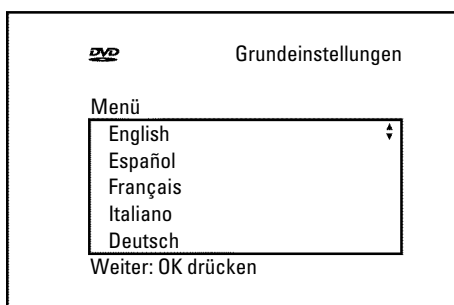 DVD Grundeinstellungen
Menü
English
Español
Français
Italiano
Deutsch
Weiter: OK drücken